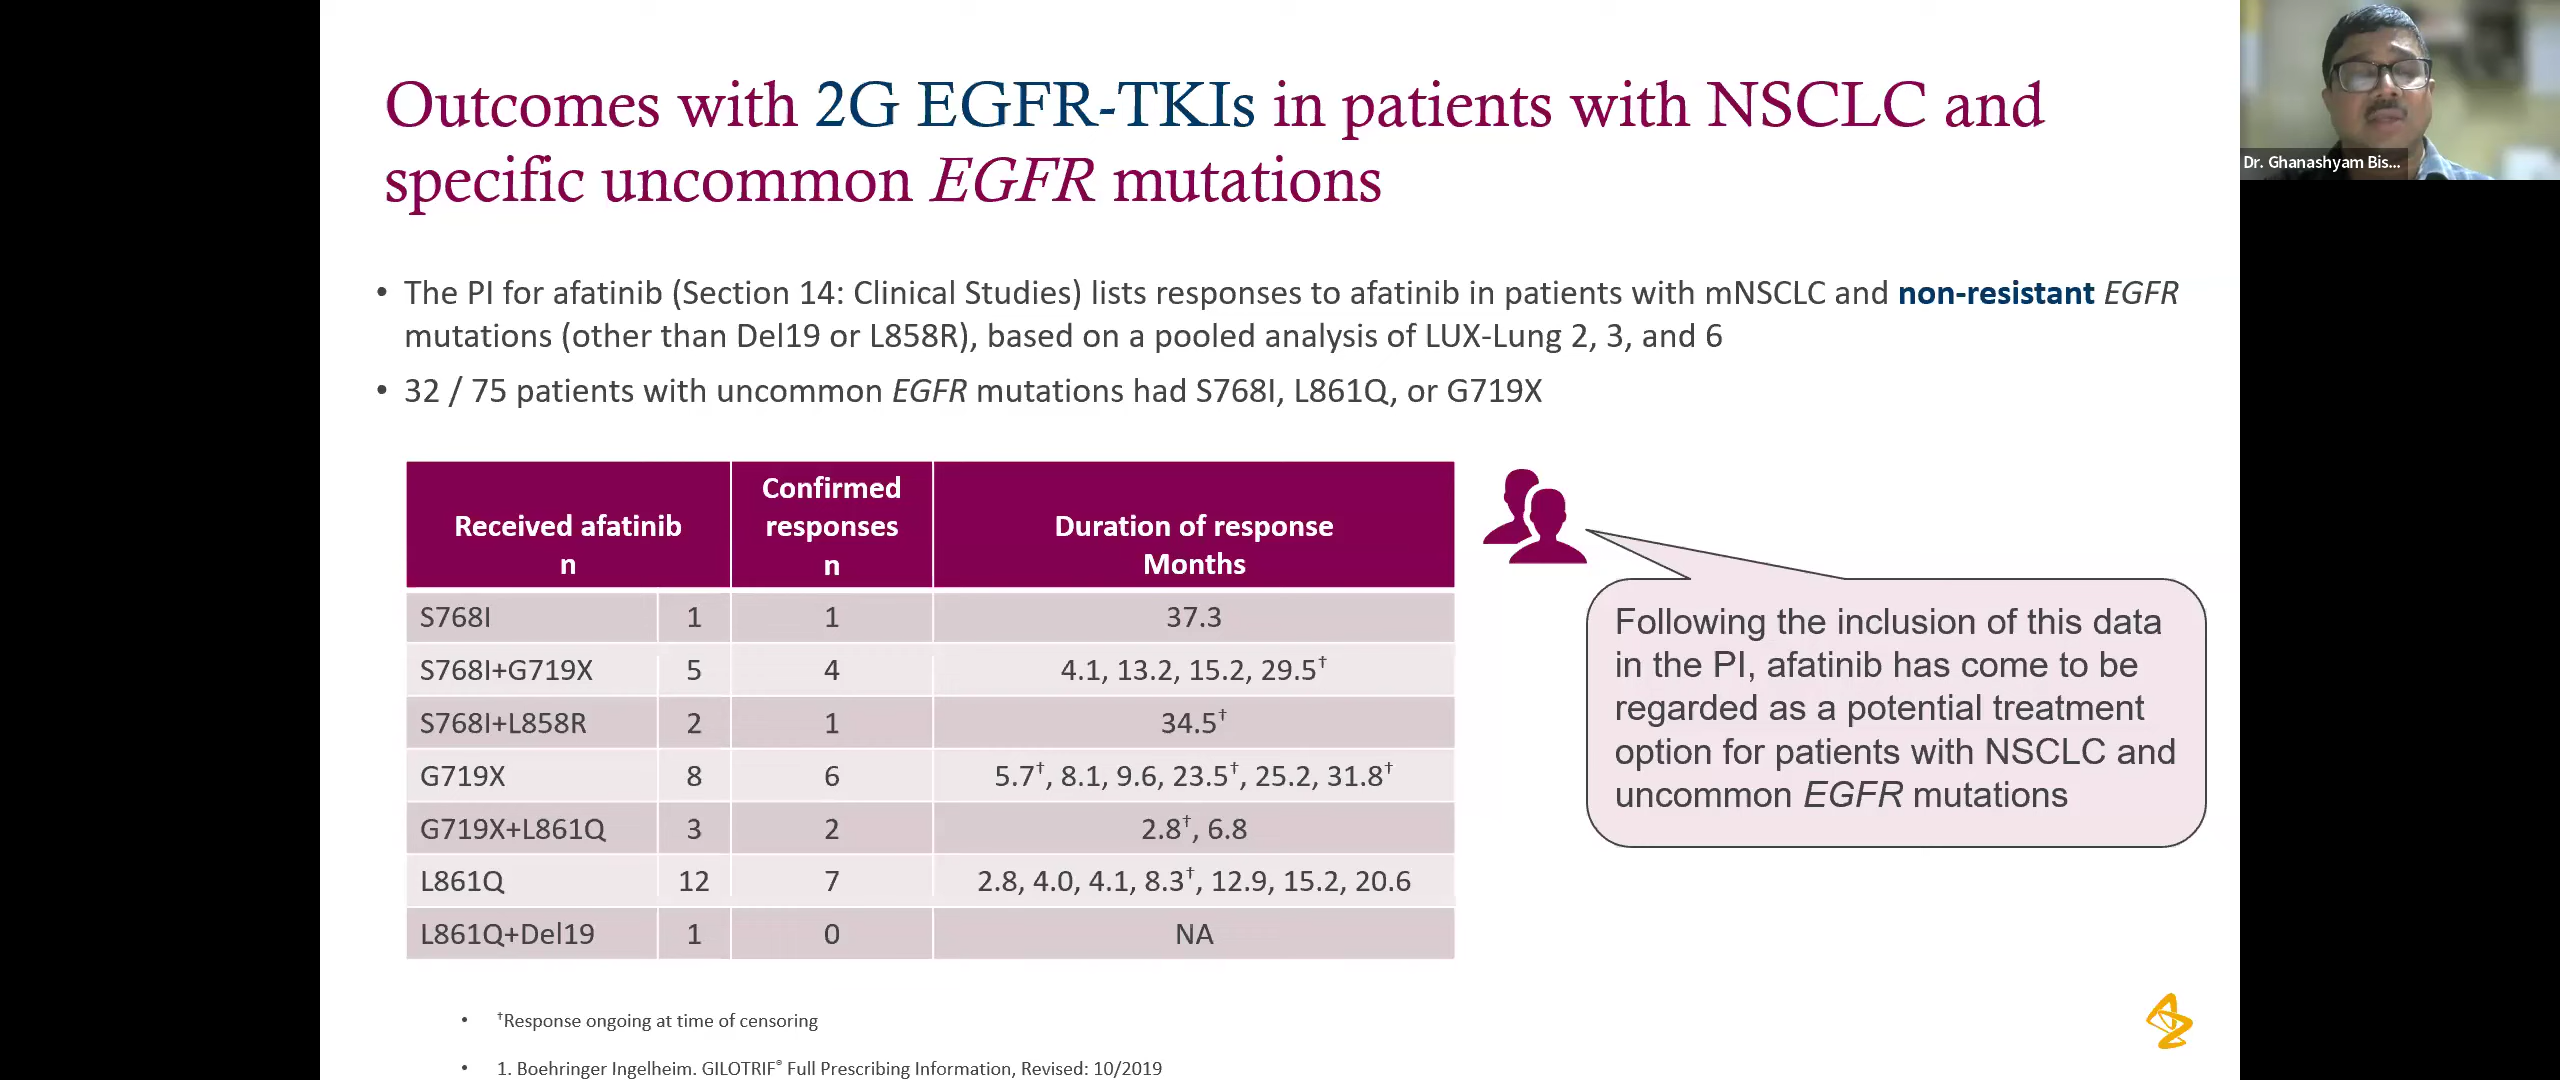 Outcomes with 2G EGFR-TKIs in patients with NSCLC and
specific uncommon EGFR mutations
Dr. Ghanashyam Bis...
• The PI for afatinib (Section 14: Clinical Studies) lists responses to afatinib in patients with mNSCLC and non-resistant EGFR
mutations (other than Del19 or L858R), based on a pooled analysis of LUX-Lung 2, 3, and 6
• 32 / 75 patients with uncommon EGFR mutations had S768I, L861Q, or G719X
Received afatinib n Confirmed responses n Duration of response Months
S768I 1 1 37.3
S768I+G719X 5 4 4.1, 13.2, 15.2, 29.5†
S768I+L858R 2 1 34.5†
G719X 8 6 5.7†, 8.1, 9.6, 23.5†, 25.2, 31.8†
G719X+L861Q 3 2 2.8†, 6.8
L861Q 12 7 2.8, 4.0, 4.1, 8.3†, 12.9, 15.2, 20.6
L861Q+Del19 1 0 NA
Following the inclusion of this data
in the PI, afatinib has come to be
regarded as a potential treatment
option for patients with NSCLC and
uncommon EGFR mutations
• †Response ongoing at time of censoring
• 1. Boehringer Ingelheim. GILOTRIF® Full Prescribing Information, Revised: 10/2019